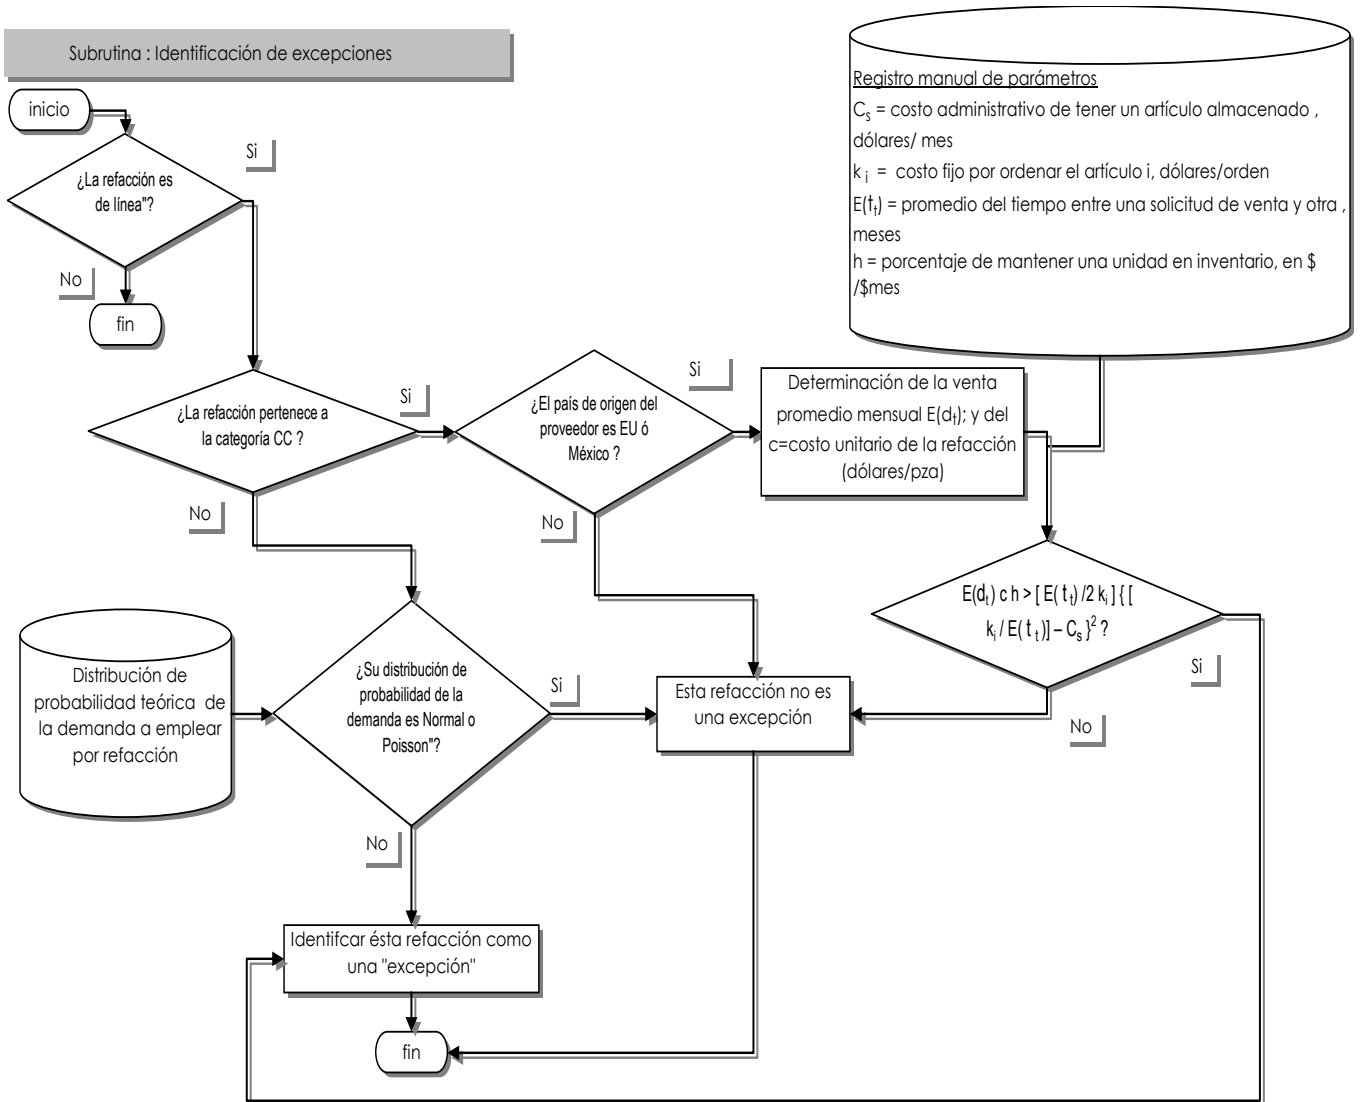 Subrutina : Identificación de excepciones
inicio
¿La refacción es
de línea"?
Si
No
fin
Registro manual de parámetros
Cs = costo administrativo de tener un artículo almacenado ,
dólares/ mes
k i = costo fijo por ordenar el artículo i, dólares/orden
E(tt) = promedio del tiempo entre una solicitud de venta y otra ,
meses
h = porcentaje de mantener una unidad en inventario, en $
/$mes
¿La refacción pertenece a
la categoría CC ?
Si
No
¿El país de origen del
proveedor es EU ó
México ?
Si
No
Determinación de la venta
promedio mensual E(dt); y del
c=costo unitario de la refacción
(dólares/pza)
E(dt) c h > [ E( tt) /2 ki ] { [
ki / E( t t )] – Cs }² ?
Si
No
Distribución de
probabilidad teórica de
la demanda a emplear
por refacción
¿Su distribución de
probabilidad de la
demanda es Normal o
Poisson"?
Si
No
Esta refacción no es
una excepción
Identifcar ésta refacción como
una "excepción"
fin